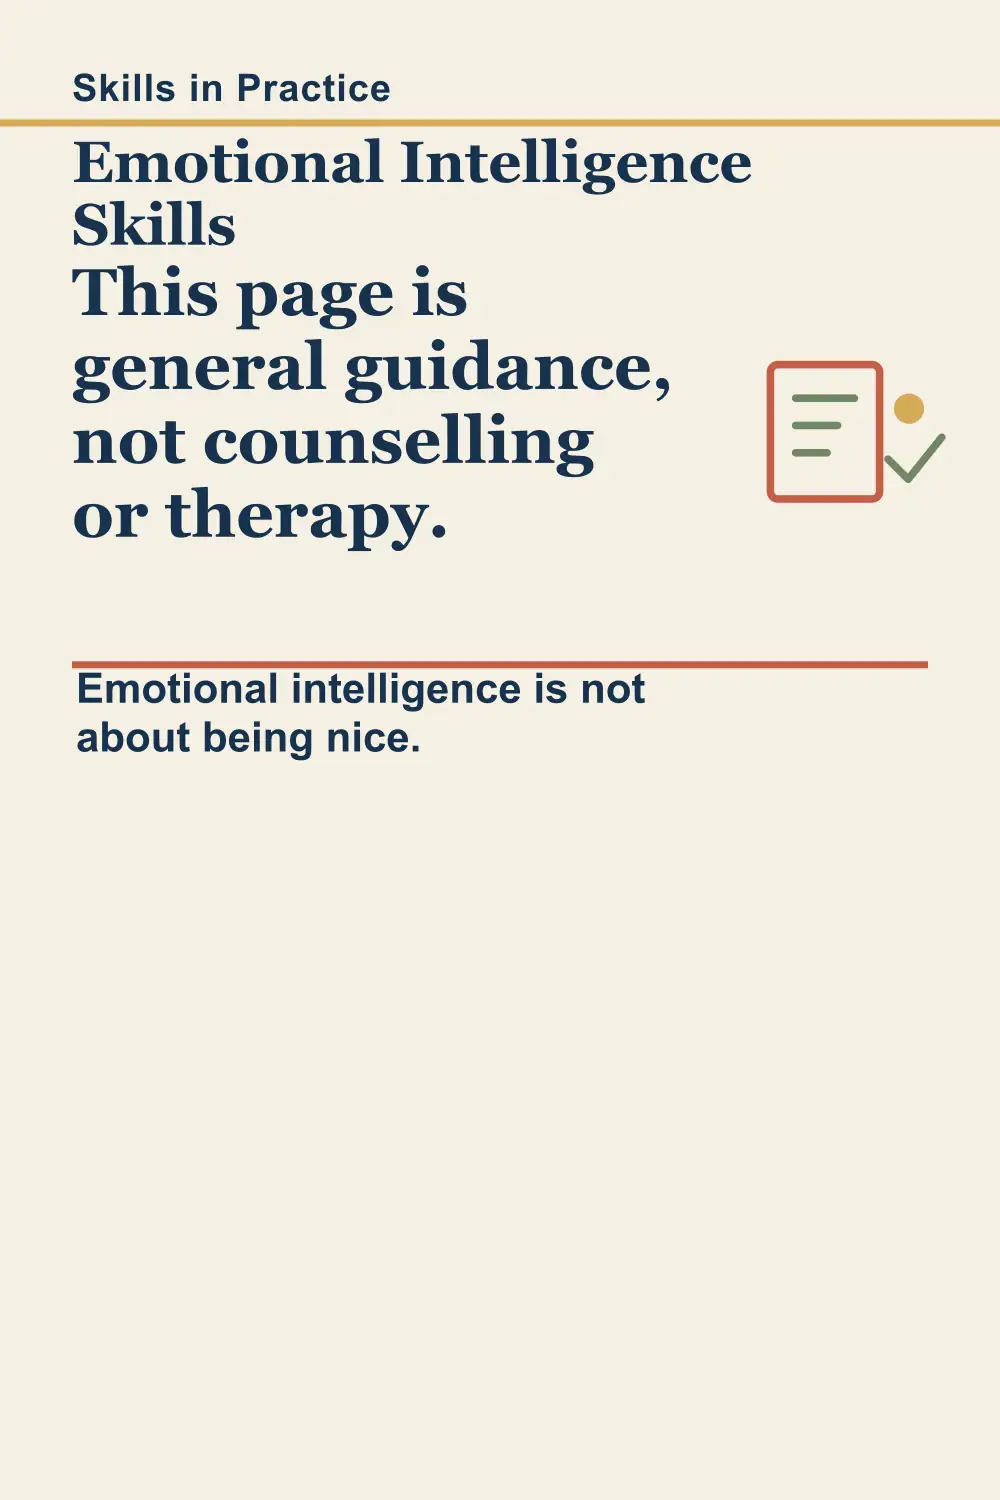 Skills in Practice
Emotional Intelligence
Skills
This page is
general guidance,
not counselling
or therapy.
Emotional intelligence is not
about being nice.